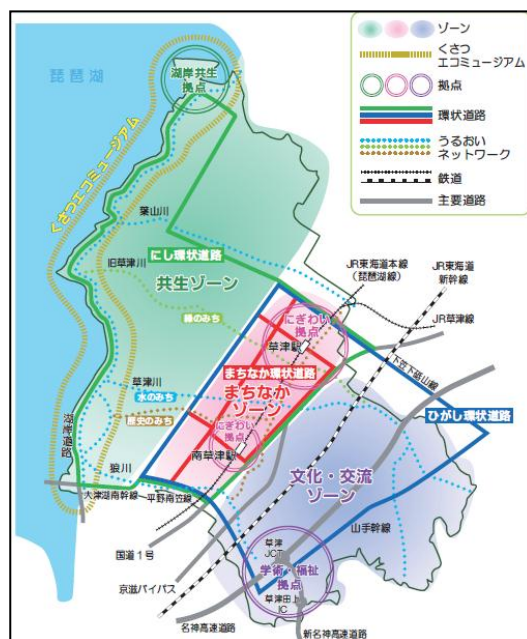 ゾーン
くさつ
エコミュージアム
拠点
環状道路
うるおい
ネットワーク
鉄道
主要道路
琵琶湖
湖岸共生
拠点
くさつエコミュージアム
葉山川
にし環状道路
旧草津川
共生ゾーン
JR東海道本線
(琵琶湖線)
JR東海道
新幹線
JR草津線
緑のみち
にぎわい
拠点
草津駅
下笠下砥山線
まちなか環状道路
まちなか
ゾーン
草津川
水のみち
歴史のみち
ひがし環状道路
湖岸道路
にぎわい
拠点
南草津駅
狼川
文化・交流
ゾーン
大津湖南幹線
平野南笠線
山手幹線
国道1号
草津
JCT
学術・福祉
拠点
草津田上
IC
京滋バイパス
名神高速道路
新名神高速道路